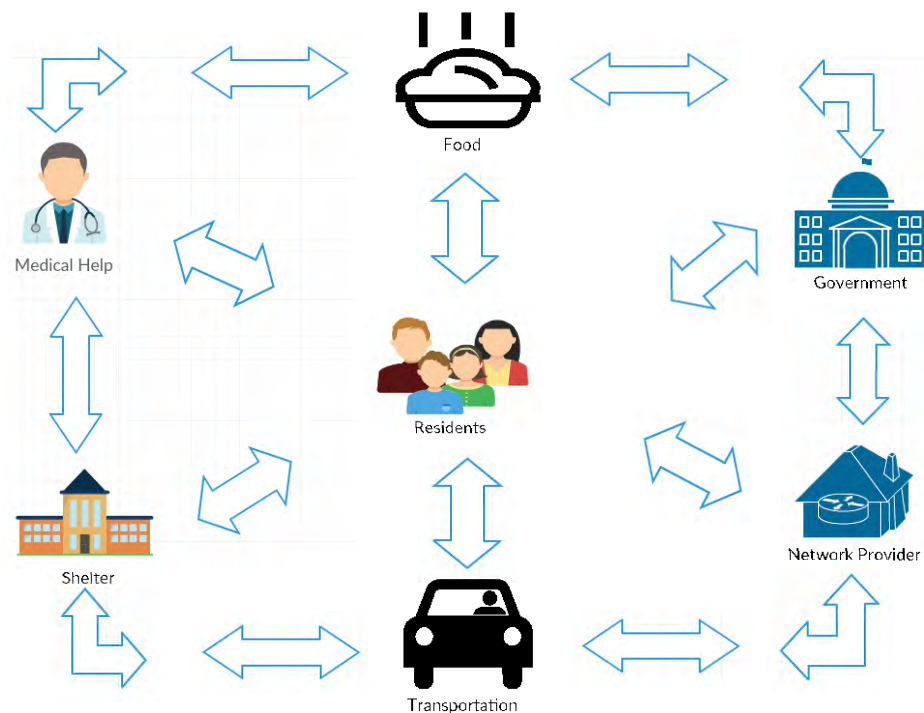 Food
Medical Help
Government
Residents
Network Provider
Shelter
Transportation